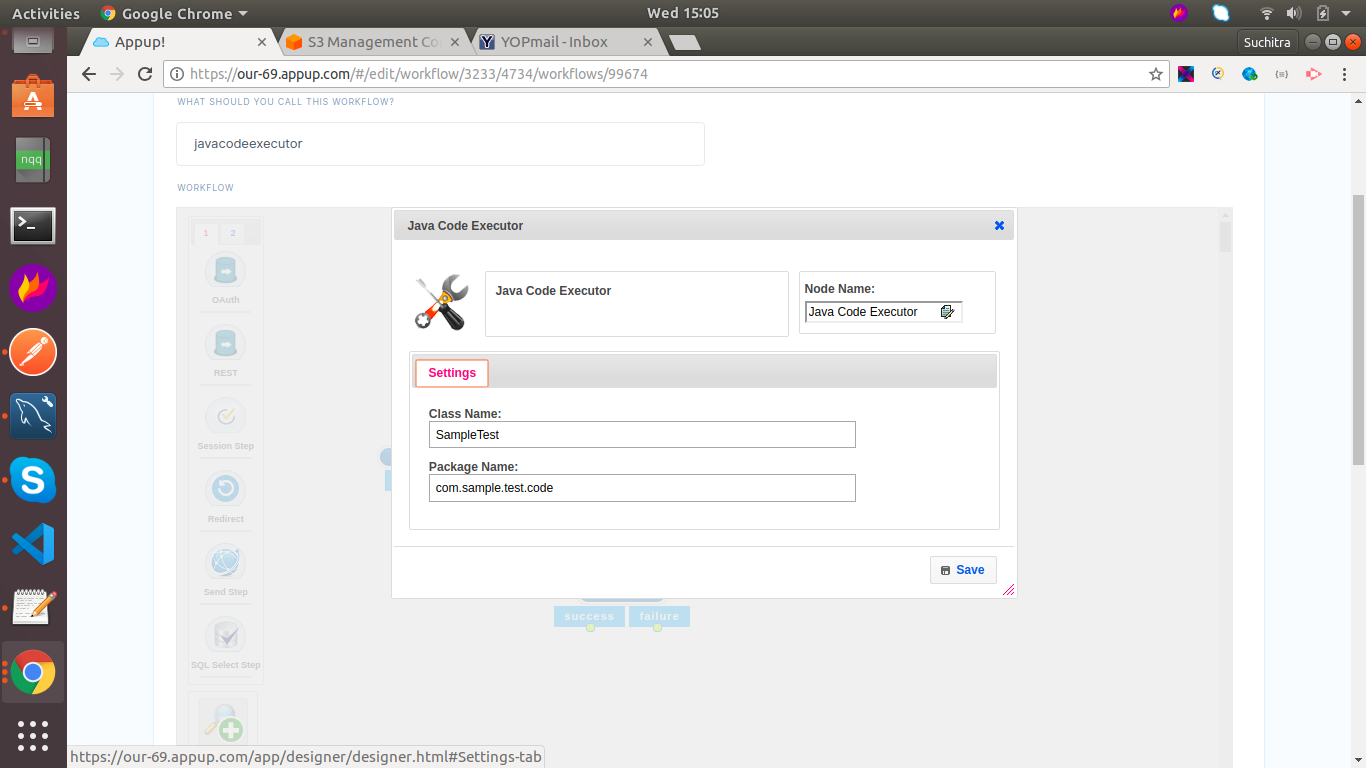 Activities
Google Chrome
Wed 15:05
Appup!
S3 Management Co
YOPmail - Inbox
Suchitra
https://our-69.appup.com/#/edit/workflow/3233/4734/workflows/99674
WHAT SHOULD YOU CALL THIS WORKFLOW?
javacodeexecutor
WORKFLOW
nqq
1 2
OAuth
REST
Session Step
Redirect
Send Step
SQL Select Step
Java Code Executor
Java Code Executor
Node Name:
Java Code Executor
Settings
Class Name:
SampleTest
Package Name:
com.sample.test.code
Save
success failure
https://our-69.appup.com/app/designer/designer.html#Settings-tab